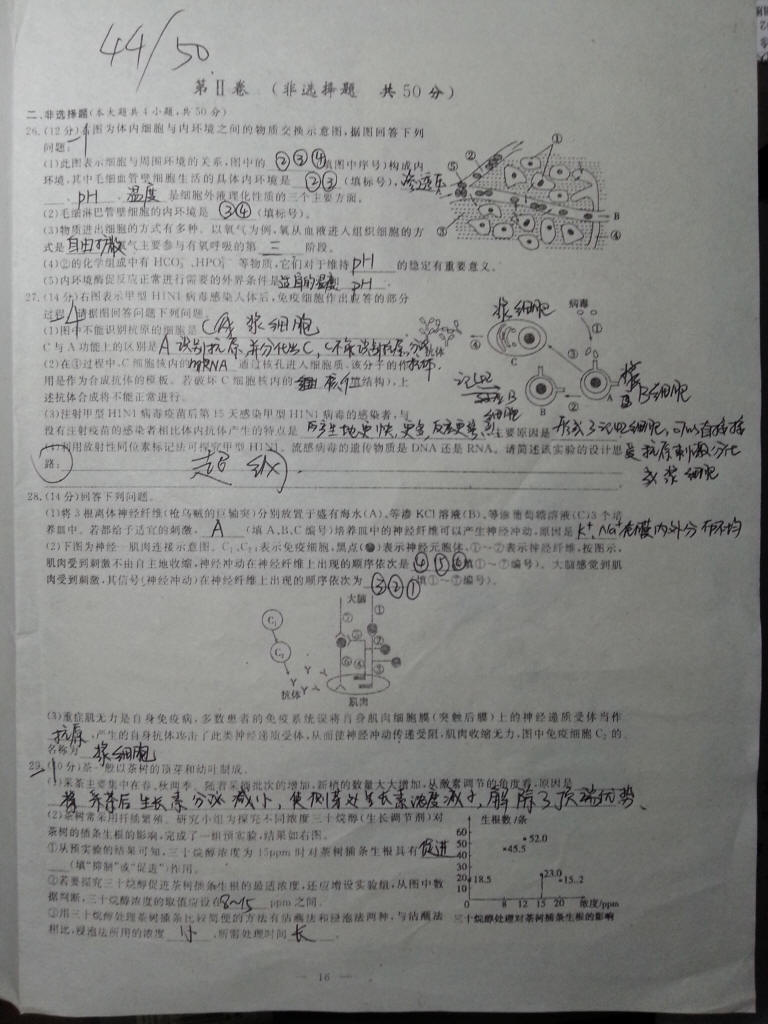 44/50
第Ⅱ卷 (非选择题 共50分)
二、非选择题(本大题共4小题,共50分)
26.(12分)右图为体内细胞与内环境之间的物质交换示意图,据图回答下列
问题:
(1)此图表示细胞与周围环境的关系,图中的 ②③④(填图中序号)构成内
环境,其中毛细血管壁细胞生活的具体内环境是 ②③ (填标号),渗透压
、pH 、温度 是细胞外液理化性质的三个主要方面。
(2)毛细淋巴管壁细胞的内环境是 ③④ (填标号)。
(3)物质进出细胞的方式有多种。以氧气为例,氧从血液进入组织细胞的方
式是自由扩散氧气主要参与有氧呼吸的第 三 阶段。
(4)②的化学组成中有HCO₃⁻、HPO₄²⁻等物质,它们对于维持 pH 的稳定有重要意义。
(5)内环境酶促反应正常进行需要的外界条件是适宜的温度 pH .
① ② ⑤ ③ B ④
27.(14分)右图表示甲型H1N1病毒感染人体后,免疫细胞作出应答的部分
过程,请据图回答问题下列问题。
(1)图中不能识别抗原的细胞是 C 浆细胞
C与A功能上的区别是 A识别抗原,并分化出C,C不能识别抗原,分泌
抗体.
(2)在③过程中,C细胞核内的mRNA通过核孔进入细胞质,该分子的作
用是作为合成抗体的模板。若破坏C细胞核内的 核仁(结构),上
述抗体合成将不能正常进行。
浆细胞 病毒 抗体 ④ C ③ ① B ② A
记忆B细胞 B细胞
(3)注射甲型H1N1病毒疫苗后第15天感染甲型H1N1病毒的感染者,与
没有注射疫苗的感染者相比体内抗体产生的特点是 反应地更快,更多,反应更 主要原因是 形成了记忆细胞,可以直接接
受抗原刺激分化
成浆细胞
(4)利用放射性同位素标记法可探究甲型H1N1流感病毒的遗传物质是DNA还是RNA。请简述试实验的设计思
路: 超级.
28.(14分)回答下列问题。
(1)将3根离体神经纤维(枪乌贼的巨轴突)分别放置于盛有海水(A)、等渗KCl溶液(B)、等渗葡萄糖溶液(C)3个培
养皿中。若都给予适宜的刺激, A (填A、B、C编号)培养皿中的神经纤维可以产生神经冲动,原因是K⁺、Na⁺在膜内外分布不均
(2)下图为神经—肌肉连接示意图。C₁、C₂表示免疫细胞,黑点(●)表示神经元胞体,①~⑦表示神经纤维,按图示,
肌肉受到刺激不由自主地收缩,神经冲动在神经纤维上出现的顺序依次是 ④⑤⑥(填①~⑦编号)。大脑感觉到肌
肉受到刺激,其信号(神经冲动)在神经纤维上出现的顺序依次为 ③②①(填①~⑦编号)。
大脑
C₁ C₂ 抗体 肌肉
(3)重症肌无力是自身免疫病,多数患者的免疫系统误将自身肌肉细胞膜(突触后膜)上的神经递质受体当作
抗原,产生的自身抗体攻击了此类神经递质受体,从而使神经冲动传递受阻,肌肉收缩无力,图中免疫细胞C₂的
名称为 浆细胞
29.(10分)茶一般以茶树的顶芽和幼叶制成。
(1)采茶主要集中在春、秋两季。随着采摘批次的增加,新梢的数量大大增加,从激素调节的角度看,原因是
摘茶后生长素分泌减少,使侧芽处生长素浓度减少,解除了顶端优势、
(2)茶树常采用扦插繁殖。研究小组为探究不同浓度三十烷醇(生长调节剂)对
茶树的插条生根的影响,完成了一组预实验,结果如右图。
①从预实验的结果可知,三十烷醇浓度为15ppm时对茶树插条生根具有 促进
(填“抑制”或“促进”)作用。
②若要探究三十烷醇促进茶树插条生根的最适浓度,还应增设实验组,从图中数
据判断,三十烷醇浓度的取值应设在8~15 ppm之间。
③用三十烷醇处理茶树插条比较简便的方法有沾蘸法和浸泡法两种,与沾蘸法
相比,浸泡法所用的浓度 小 ,所需处理时间 长 。
生根数/条
60 50 40 30 20 10 0
18.5 45.5 52.0 23.0 15.2
8 12 15 20 浓度/ppm
三十烷醇处理对茶树插条生根的影响
— 16 —